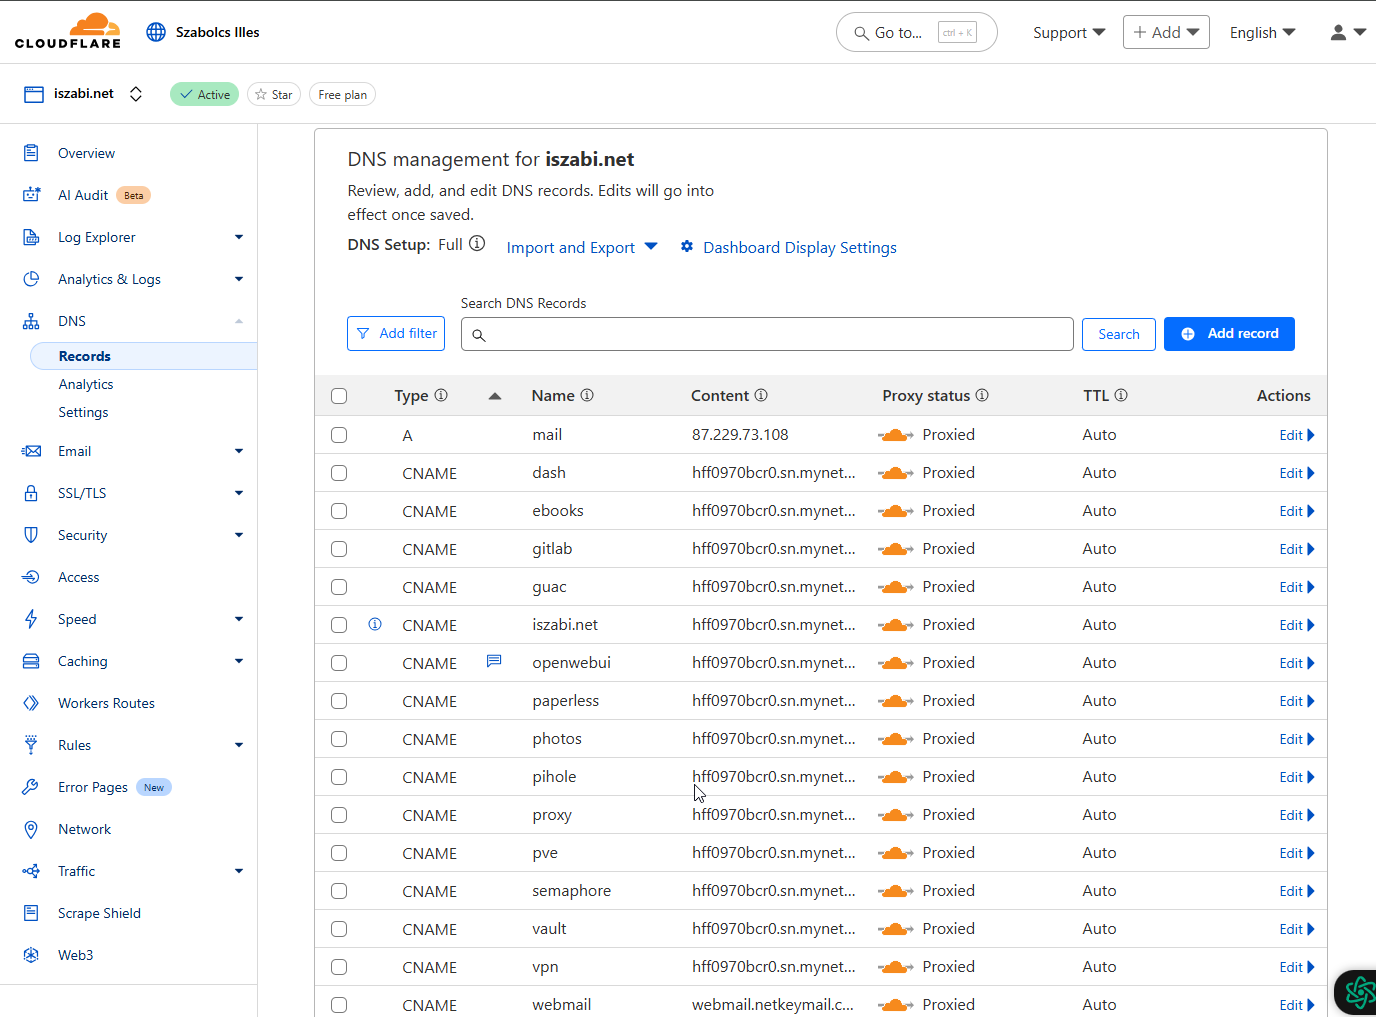 CLOUDFLARE
Szabolcs Illes
Go to... ctrl + K
Support
+ Add
English
iszabi.net
Active
Star
Free plan
Overview
AI Audit Beta
Log Explorer
Analytics & Logs
DNS
Records
Analytics
Settings
Email
SSL/TLS
Security
Access
Speed
Caching
Workers Routes
Rules
Error Pages New
Network
Traffic
Scrape Shield
Web3
DNS management for iszabi.net
Review, add, and edit DNS records. Edits will go into
effect once saved.
DNS Setup: Full Import and Export Dashboard Display Settings
Search DNS Records
Add filter Search Add record
Type Name Content Proxy status TTL Actions
A mail 87.229.73.108 Proxied Auto Edit
CNAME dash hff0970bcr0.sn.mynet... Proxied Auto Edit
CNAME ebooks hff0970bcr0.sn.mynet... Proxied Auto Edit
CNAME gitlab hff0970bcr0.sn.mynet... Proxied Auto Edit
CNAME guac hff0970bcr0.sn.mynet... Proxied Auto Edit
CNAME iszabi.net hff0970bcr0.sn.mynet... Proxied Auto Edit
CNAME openwebui hff0970bcr0.sn.mynet... Proxied Auto Edit
CNAME paperless hff0970bcr0.sn.mynet... Proxied Auto Edit
CNAME photos hff0970bcr0.sn.mynet... Proxied Auto Edit
CNAME pihole hff0970bcr0.sn.mynet... Proxied Auto Edit
CNAME proxy hff0970bcr0.sn.mynet... Proxied Auto Edit
CNAME pve hff0970bcr0.sn.mynet... Proxied Auto Edit
CNAME semaphore hff0970bcr0.sn.mynet... Proxied Auto Edit
CNAME vault hff0970bcr0.sn.mynet... Proxied Auto Edit
CNAME vpn hff0970bcr0.sn.mynet... Proxied Auto Edit
CNAME webmail webmail.netkeymail.c... Proxied Auto Edit